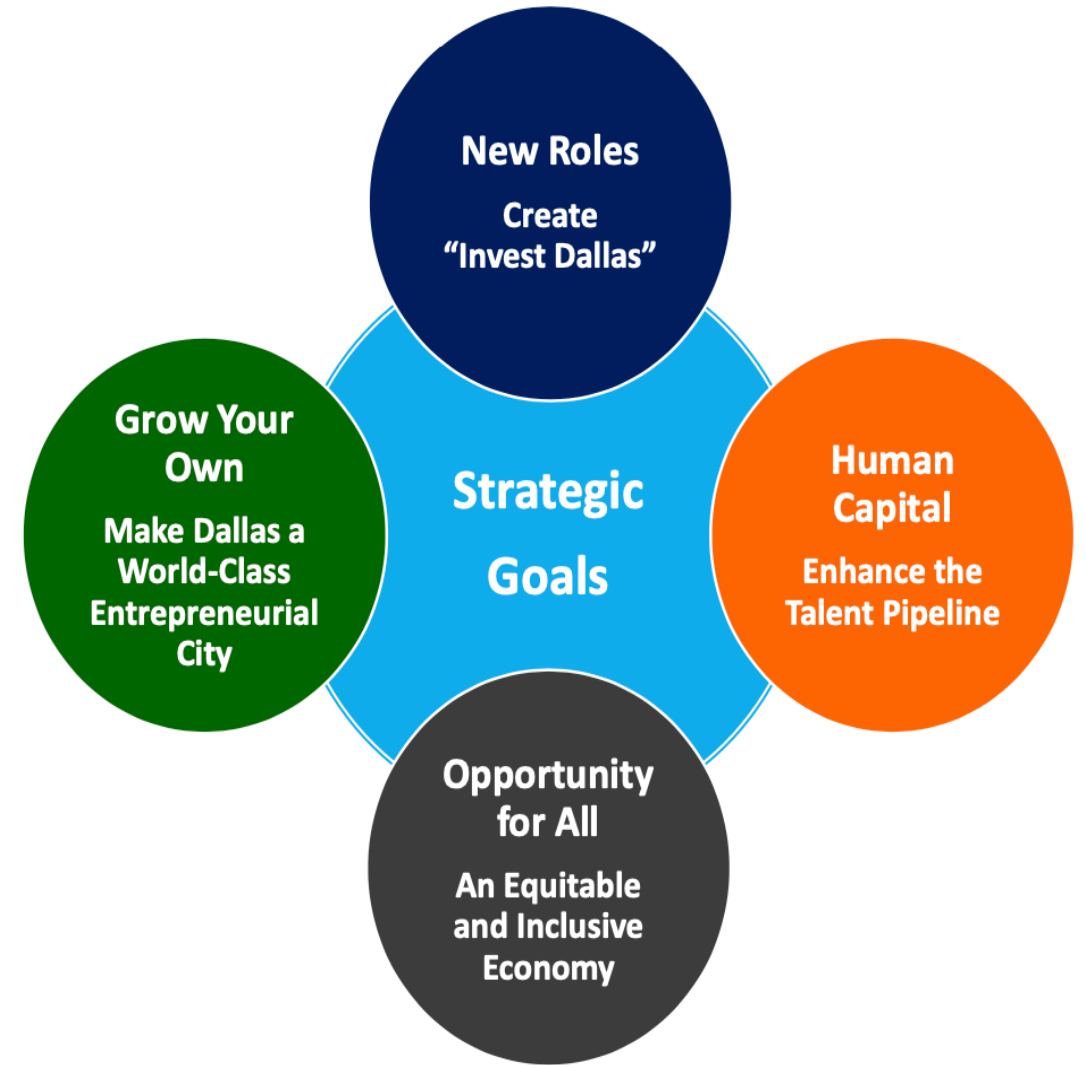 New Roles
Create
“Invest Dallas”
Grow Your
Own
Make Dallas a
World-Class
Entrepreneurial
City
Strategic
Goals
Human
Capital
Enhance the
Talent Pipeline
Opportunity
for All
An Equitable
and Inclusive
Economy